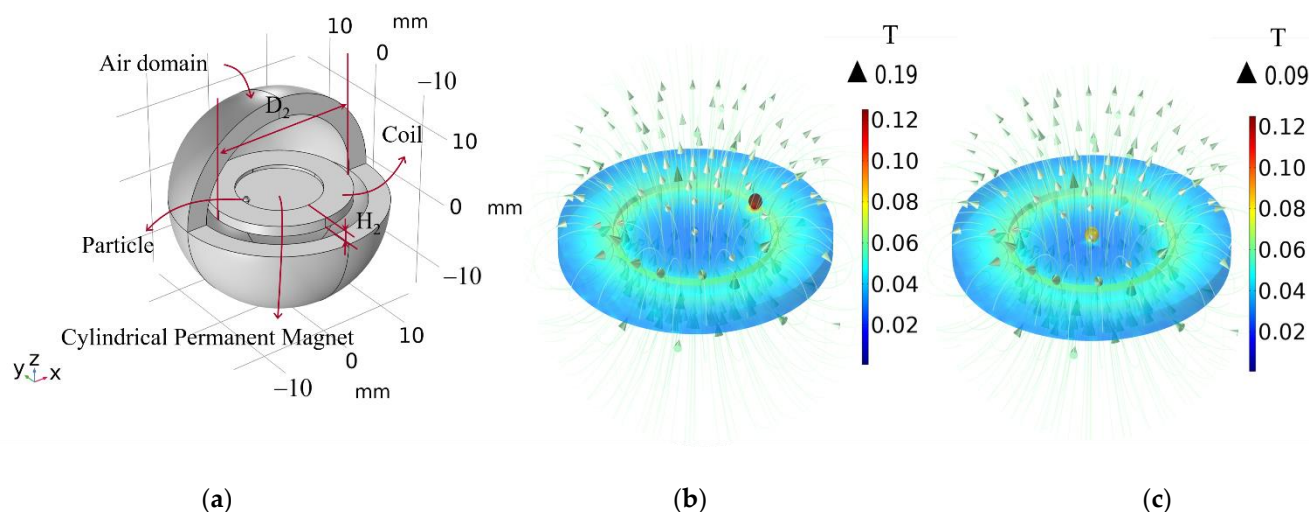 10 mm
0
−10
Air domain
D₂
Coil
10
0 mm
H₂
Particle
−10
Cylindrical Permanent Magnet
10
0
mm
−10
y z x
T
▲ 0.19
0.12
0.10
0.08
0.06
0.04
0.02
T
▲ 0.09
0.12
0.10
0.08
0.06
0.04
0.02
(a) (b) (c)